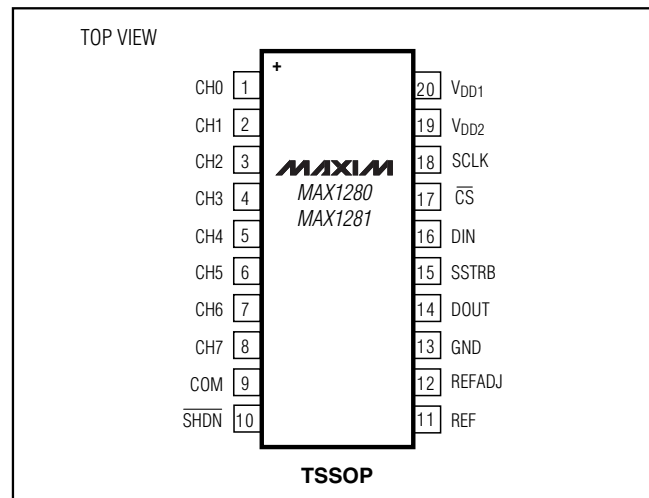 TOP VIEW
+
CH0 1 20 VDD1
CH1 2 19 VDD2
CH2 3 18 SCLK
MAXIM
CH3 4 17 C̅S̅
MAX1280
MAX1281
CH4 5 16 DIN
CH5 6 15 SSTRB
CH6 7 14 DOUT
CH7 8 13 GND
COM 9 12 REFADJ
S̅H̅D̅N̅ 10 11 REF
TSSOP